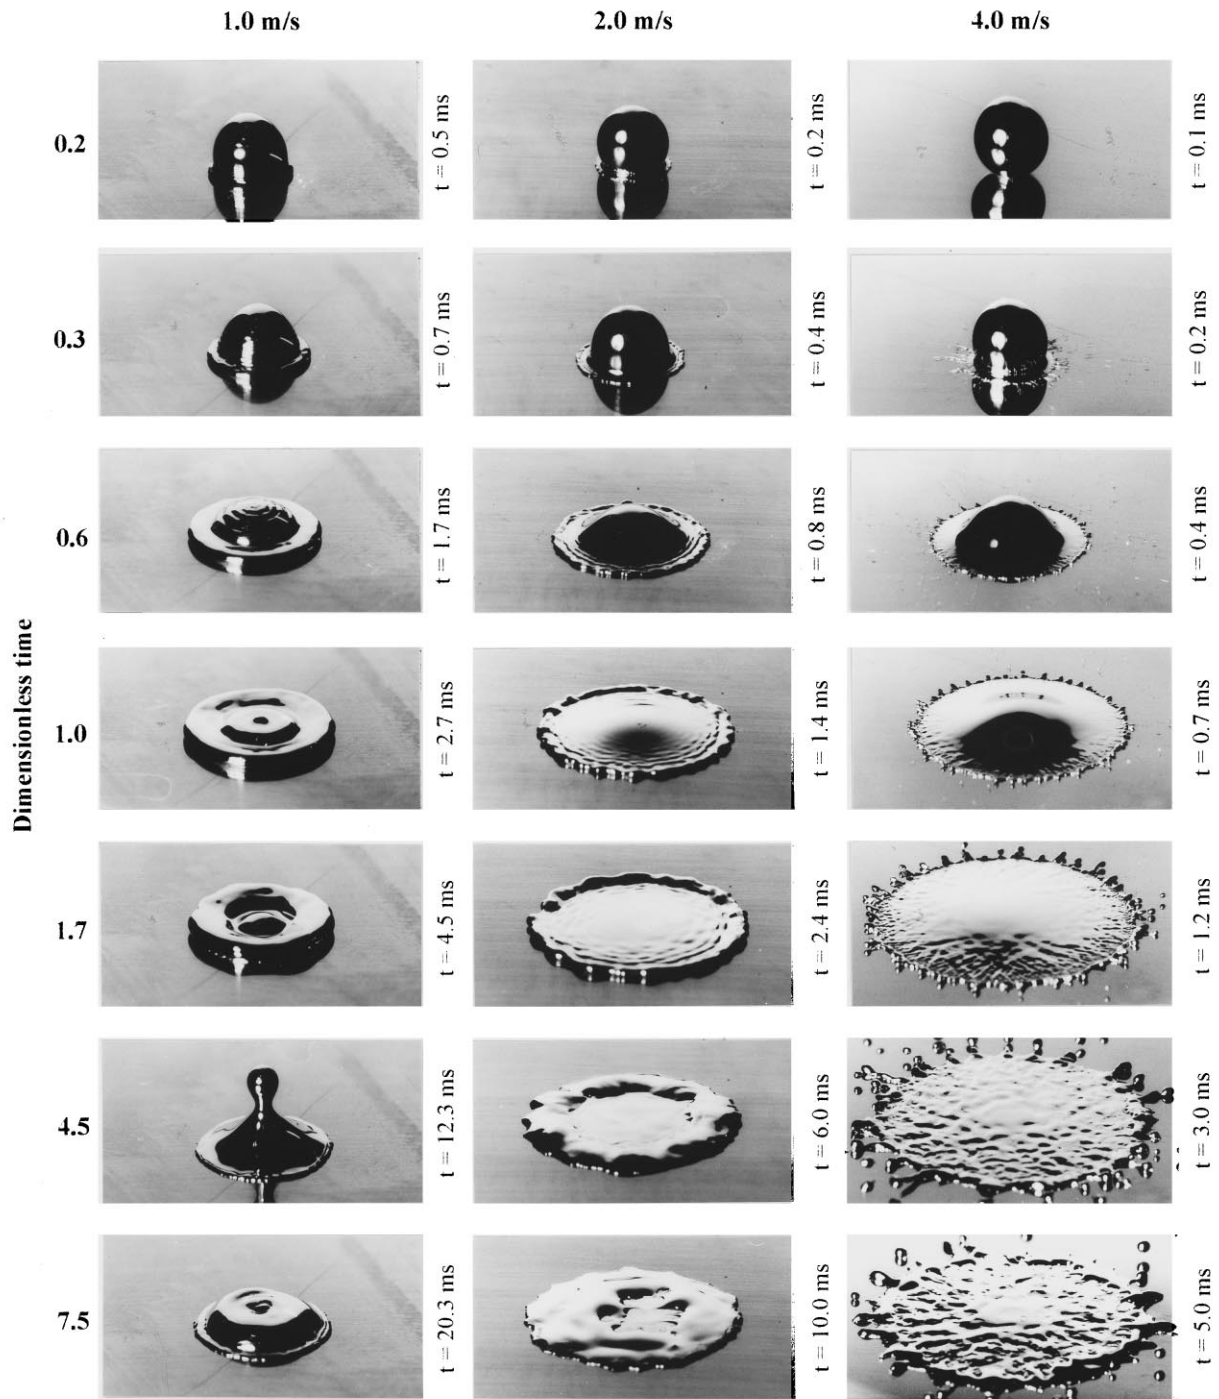 1.0 m/s 2.0 m/s 4.0 m/s
Dimensionless time
0.2 t = 0.5 ms t = 0.2 ms t = 0.1 ms
0.3 t = 0.7 ms t = 0.4 ms t = 0.2 ms
0.6 t = 1.7 ms t = 0.8 ms t = 0.4 ms
1.0 t = 2.7 ms t = 1.4 ms t = 0.7 ms
1.7 t = 4.5 ms t = 2.4 ms t = 1.2 ms
4.5 t = 12.3 ms t = 6.0 ms t = 3.0 ms
7.5 t = 20.3 ms t = 10.0 ms t = 5.0 ms